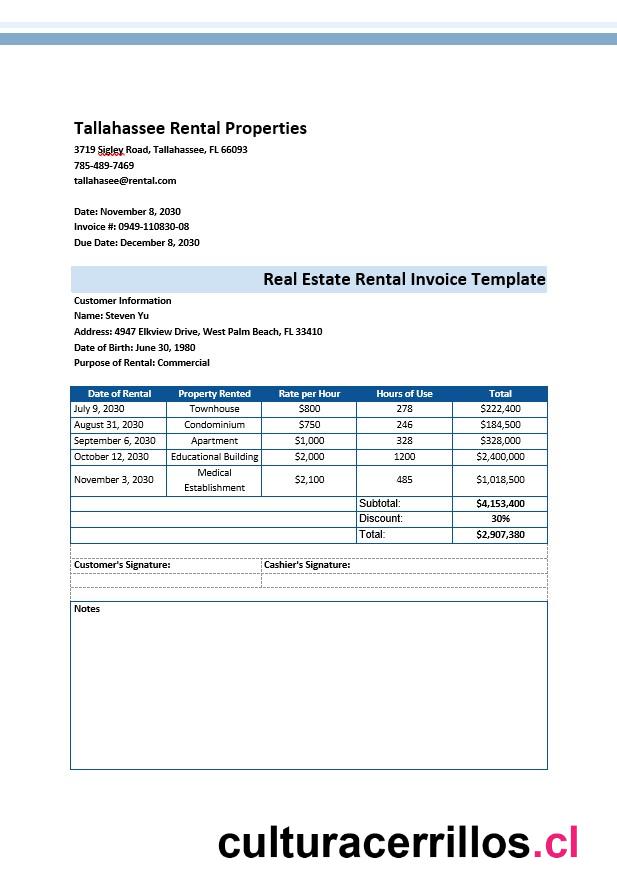 Tallahassee Rental Properties
3719 Sigley Road, Tallahassee, FL 66093
785-489-7469
tallahasee@rental.com
Date: November 8, 2030
Invoice #: 0949-110830-08
Due Date: December 8, 2030
Real Estate Rental Invoice Template
Customer Information
Name: Steven Yu
Address: 4947 Elkview Drive, West Palm Beach, FL 33410
Date of Birth: June 30, 1980
Purpose of Rental: Commercial
Date of Rental Property Rented Rate per Hour Hours of Use Total
July 9, 2030 Townhouse $800 278 $222,400
August 31, 2030 Condominium $750 246 $184,500
September 6, 2030 Apartment $1,000 328 $328,000
October 12, 2030 Educational Building $2,000 1200 $2,400,000
November 3, 2030 Medical Establishment $2,100 485 $1,018,500
Subtotal: $4,153,400
Discount: 30%
Total: $2,907,380
Customer's Signature: Cashier's Signature:
Notes
culturacerrillos.cl